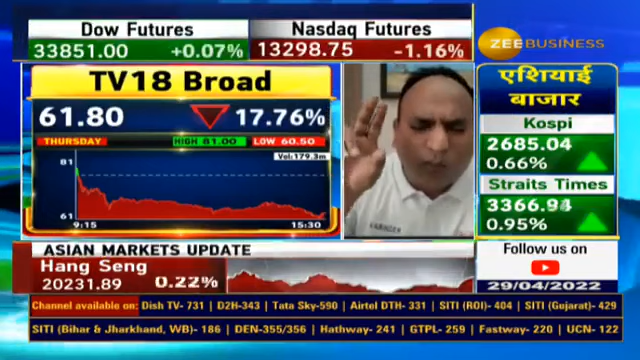 Dow Futures
33851.00 +0.07%
Nasdaq Futures
13298.75 -1.16%
ZEE BUSINESS
TV18 Broad
61.80 17.76%
THURSDAY HIGH 81.00 LOW 60.50
Vol:179.3m
81
61
9:15 15:30
एशियाई
बाजार
Kospi
2685.04
0.66%
Straits Times
3366.94
0.95%
ASIAN MARKETS UPDATE
Hang Seng
20231.89 0.22%
Follow us on
29/04/2022
Channel available on: Dish TV- 731 | D2H-343 | Tata Sky-590 | Airtel DTH- 331 | SITI (ROI)- 404 | SITI (Gujarat)- 429
SITI (Bihar & Jharkhand, WB)- 186 | DEN-355/356 | Hathway- 241 | GTPL- 259 | Fastway- 220 | UCN- 122